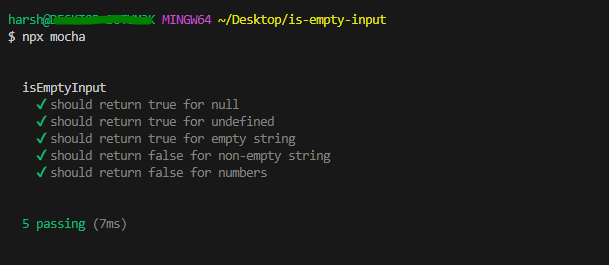 harsh@ MINGW64 ~/Desktop/is-empty-input
$ npx mocha
isEmptyInput
✓ should return true for null
✓ should return true for undefined
✓ should return true for empty string
✓ should return false for non-empty string
✓ should return false for numbers
5 passing (7ms)